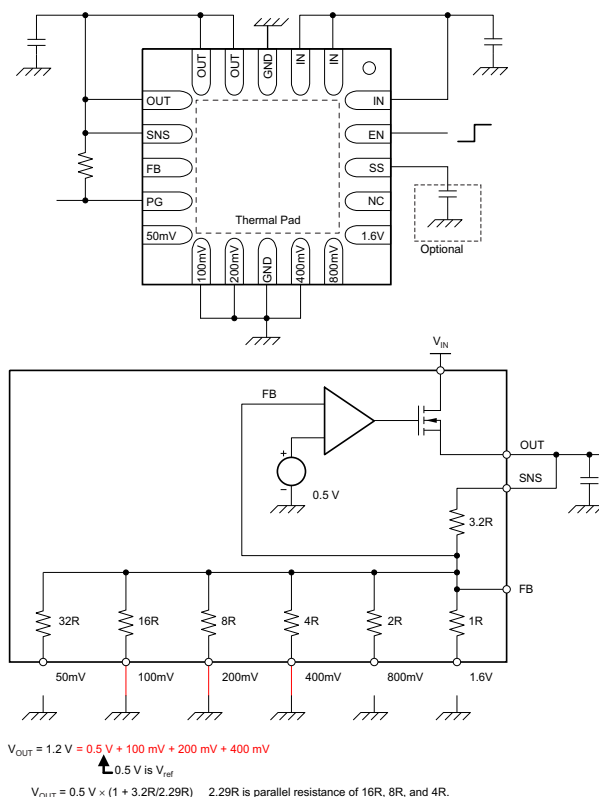 OUT
OUT
GND
IN
IN
OUT
IN
SNS
EN
FB
SS
PG
NC
Thermal Pad
50mV
1.6V
Optional
100mV
200mV
GND
400mV
800mV
VIN
FB
OUT
+
SNS
−
0.5 V
3.2R
FB
32R
16R
8R
4R
2R
1R
50mV
100mV
200mV
400mV
800mV
1.6V
VOUT = 1.2 V = 0.5 V + 100 mV + 200 mV + 400 mV
0.5 V is Vref
VOUT = 0.5 V × (1 + 3.2R/2.29R) 2.29R is parallel resistance of 16R, 8R, and 4R.